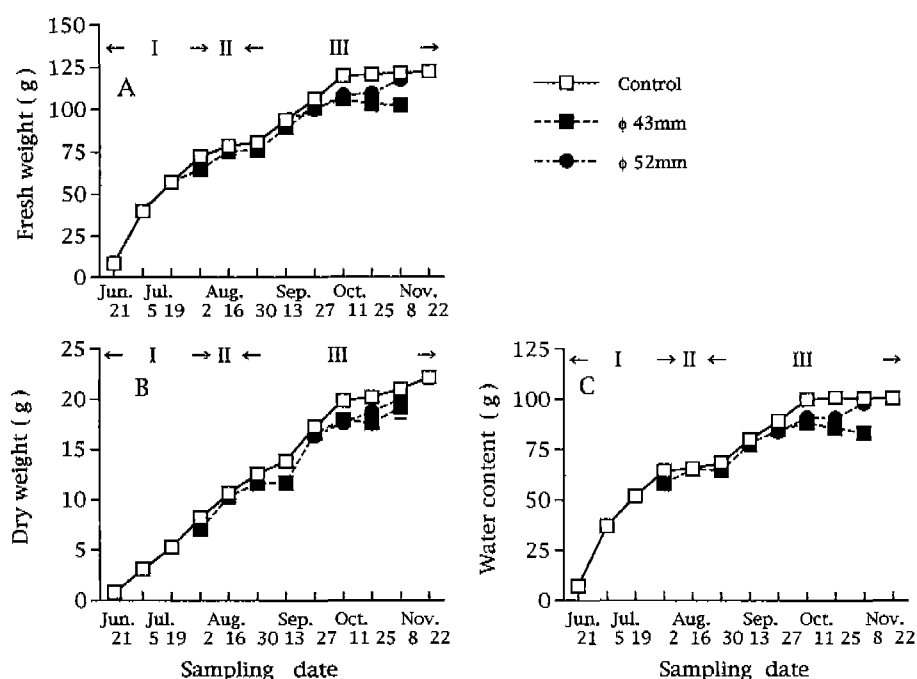 150
125
100
75
50
25
0
Fresh weight (g)
← I → II ← III →
A
Jun. Jul. Aug. Sep. Oct. Nov.
21 5 19 2 16 30 13 27 11 25 8 22
Control
φ 43mm
φ 52mm
25
20
15
10
5
0
Dry weight (g)
← I → II ← III →
B
Jun. Jul. Aug. Sep. Oct. Nov.
21 5 19 2 16 30 13 27 11 25 8 22
Sampling date
125
100
75
50
25
0
Water content (g)
← I → II ← III →
C
Jun. Jul. Aug. Sep. Oct. Nov.
21 5 19 2 16 30 13 27 11 25 8 22
Sampling date